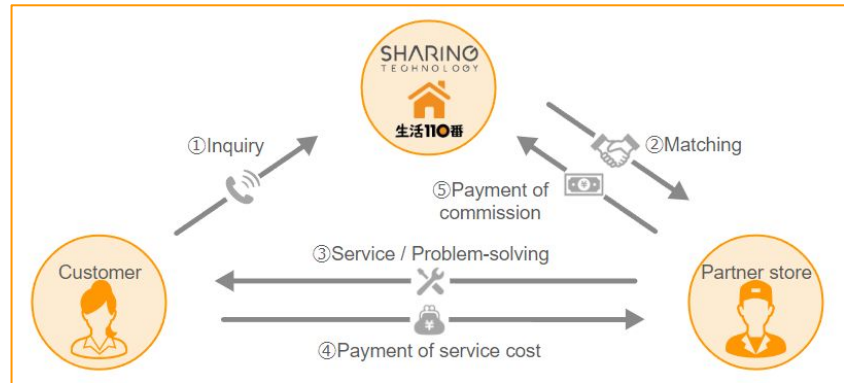 SHARING
TECHNOLOGY
生活110番
①Inquiry
②Matching
⑤Payment of
commission
③Service / Problem-solving
Customer
Partner store
¥
④Payment of service cost